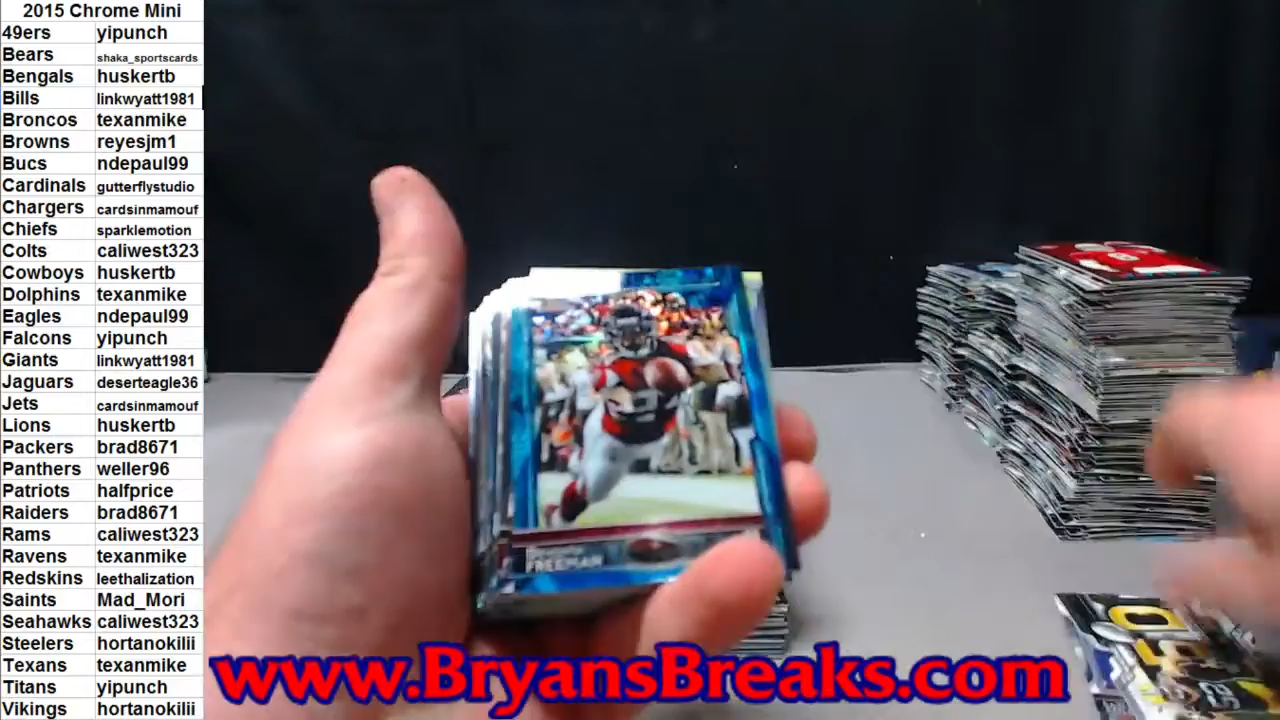 2015 Chrome Mini
49ers yipunch
Bears shaka_sportscards
Bengals huskertb
Bills linkwyatt1981
Broncos texanmike
Browns reyesjm1
Bucs ndepaul99
Cardinals gutterflystudio
Chargers cardsinmamouf
Chiefs sparklemotion
Colts caliwest323
Cowboys huskertb
Dolphins texanmike
Eagles ndepaul99
Falcons yipunch
Giants linkwyatt1981
Jaguars deserteagle36
Jets cardsinmamouf
Lions huskertb
Packers brad8671
Panthers weller96
Patriots halfprice
Raiders brad8671
Rams caliwest323
Ravens texanmike
Redskins leethalization
Saints Mad_Mori
Seahawks caliwest323
Steelers hortanokilii
Texans texanmike
Titans yipunch
Vikings hortanokilii
FREEMAN
www.BryansBreaks.com